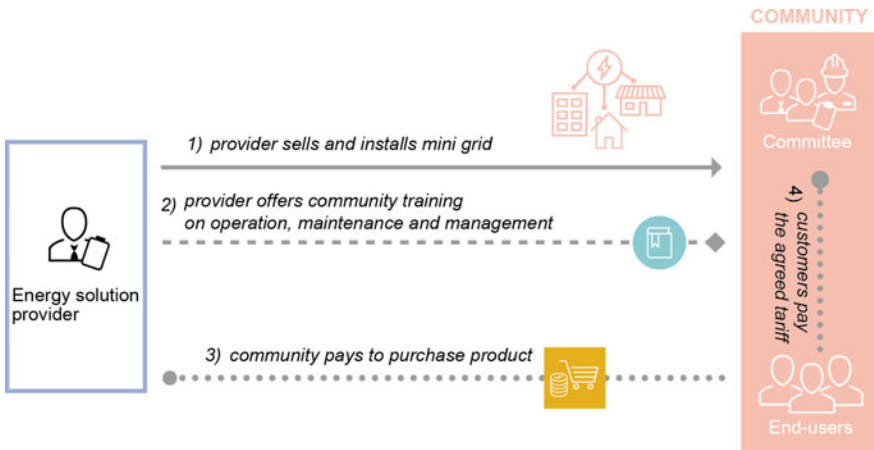 COMMUNITY
Committee
1) provider sells and installs mini grid
2) provider offers community training
on operation, maintenance and management
Energy solution
provider
3) community pays to purchase product
4) customers pay
the agreed tariff
End-users